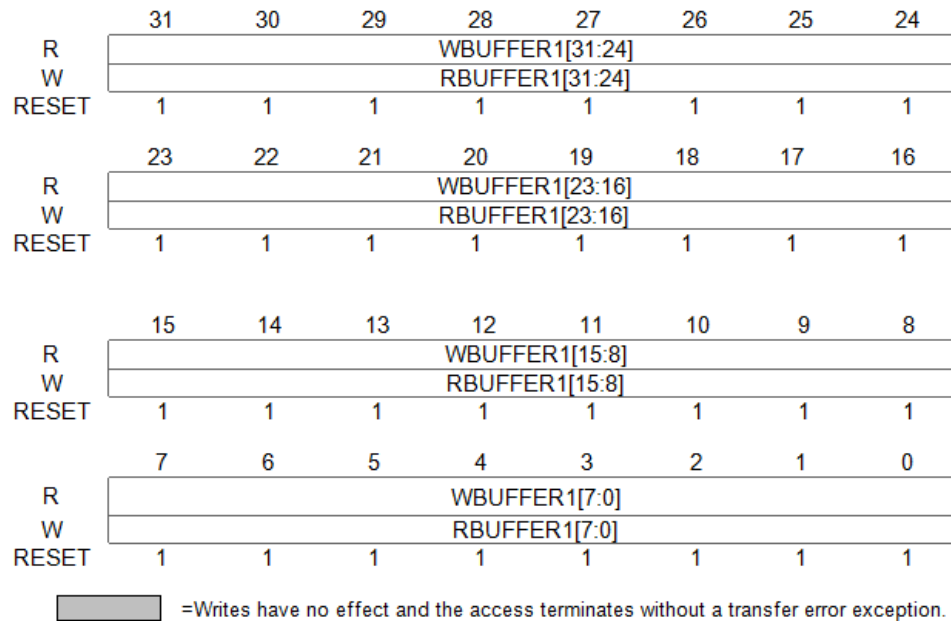 31 30 29 28 27 26 25 24
R WBUFFER1[31:24]
W RBUFFER1[31:24]
RESET 1 1 1 1 1 1 1 1
23 22 21 20 19 18 17 16
R WBUFFER1[23:16]
W RBUFFER1[23:16]
RESET 1 1 1 1 1 1 1 1
15 14 13 12 11 10 9 8
R WBUFFER1[15:8]
W RBUFFER1[15:8]
RESET 1 1 1 1 1 1 1 1
7 6 5 4 3 2 1 0
R WBUFFER1[7:0]
W RBUFFER1[7:0]
RESET 1 1 1 1 1 1 1 1
=Writes have no effect and the access terminates without a transfer error exception.